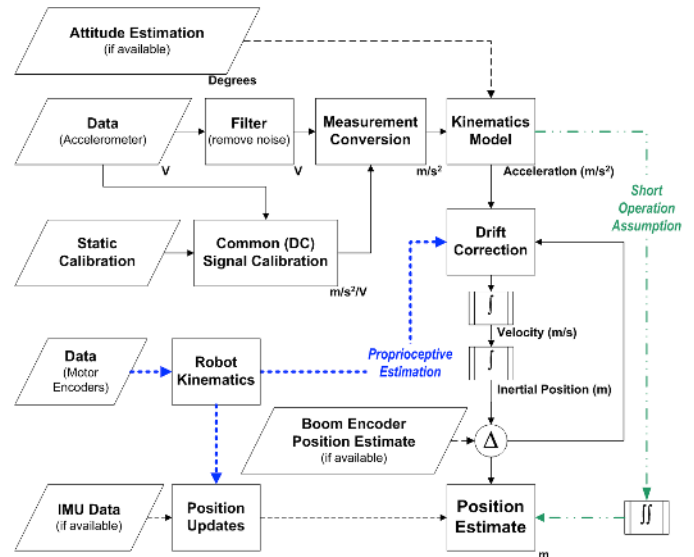 Attitude Estimation
(if available)
Degrees
Data
(Accelerometer)
V
Filter
(remove noise)
V
Measurement
Conversion
m/s²
Kinematics
Model
Acceleration (m/s²)
Short
Operation
Assumption
Static
Calibration
Common (DC)
Signal Calibration
m/s²/V
Drift
Correction
∫
Velocity (m/s)
∫
Inertial Position (m)
Data
(Motor
Encoders)
Robot
Kinematics
Proprioceptive
Estimation
Boom Encoder
Position Estimate
(if available)
Δ
IMU Data
(if available)
Position
Updates
Position
Estimate
m
∫∫